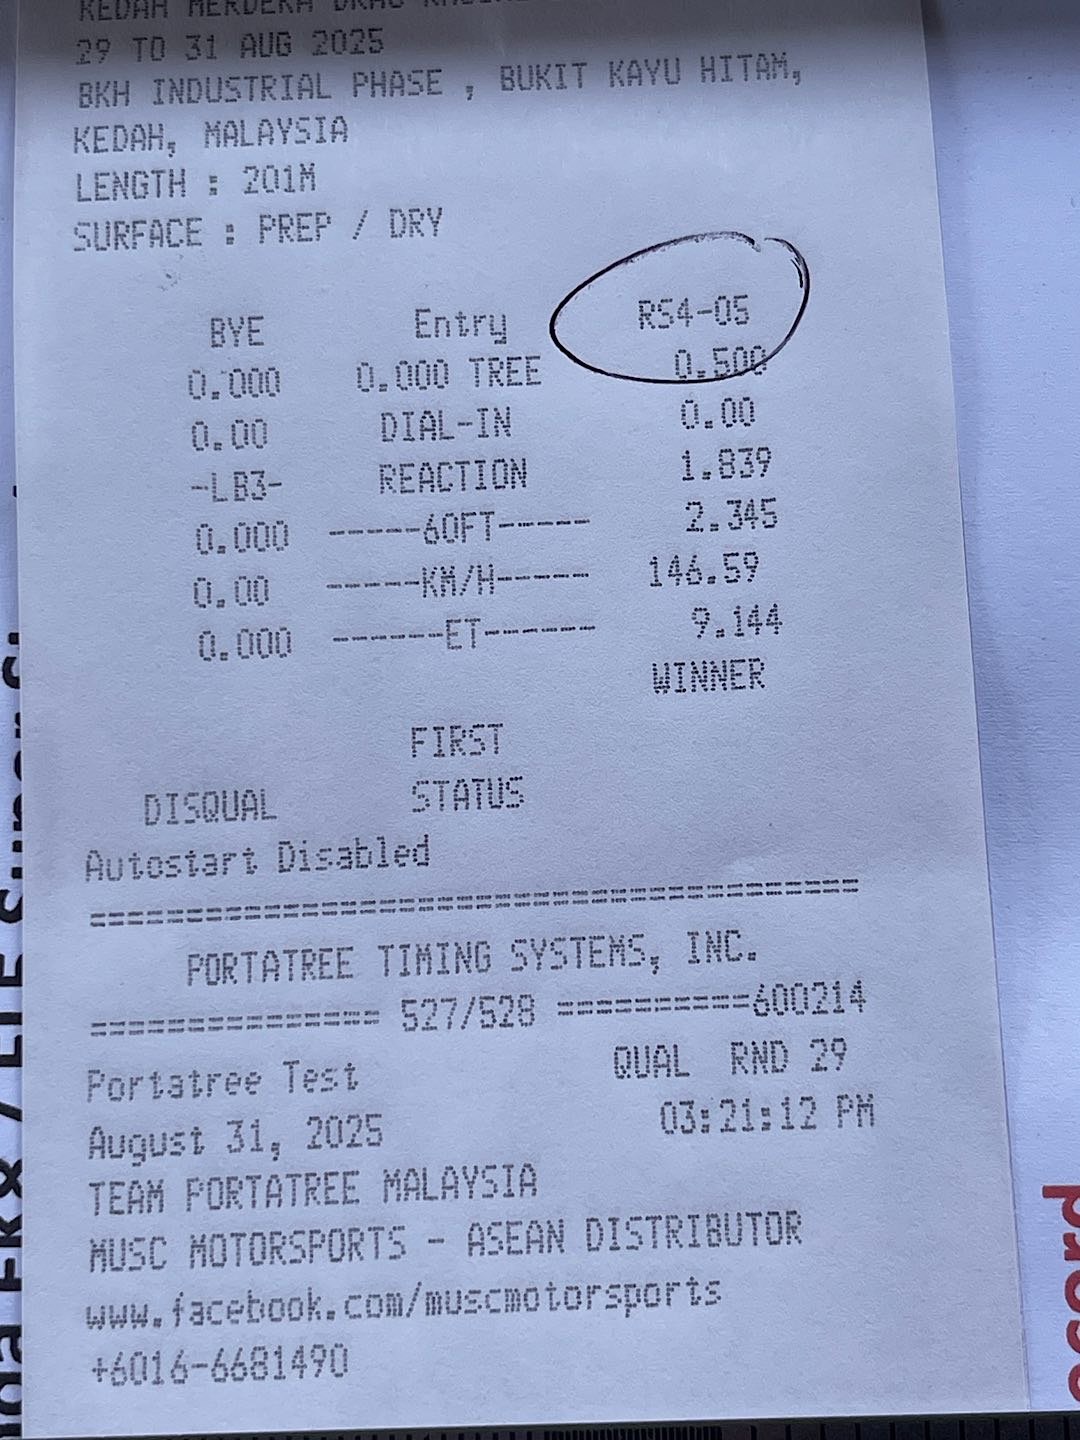 KEDAH MERDEKA DRAG
29 TO 31 AUG 2025
BKH INDUSTRIAL PHASE , BUKIT KAYU HITAM,
KEDAH, MALAYSIA
LENGTH : 201M
SURFACE : PREP / DRY
BYE Entry RS4-05
0.000 0.000 TREE 0.500
0.00 DIAL-IN 0.00
-LB3- REACTION 1.839
0.000 -----60FT----- 2.345
0.00 -----KM/H----- 146.59
0.000 ------ET------ 9.144
WINNER
FIRST
DISQUAL STATUS
Autostart Disabled
========================================
PORTATREE TIMING SYSTEMS, INC.
=============== 527/528 ==========600214
Portatree Test QUAL RND 29
August 31, 2025 03:21:12 PM
TEAM PORTATREE MALAYSIA
MUSC MOTORSPORTS - ASEAN DISTRIBUTOR
www.facebook.com/muscmotorsports
+6016-6681490